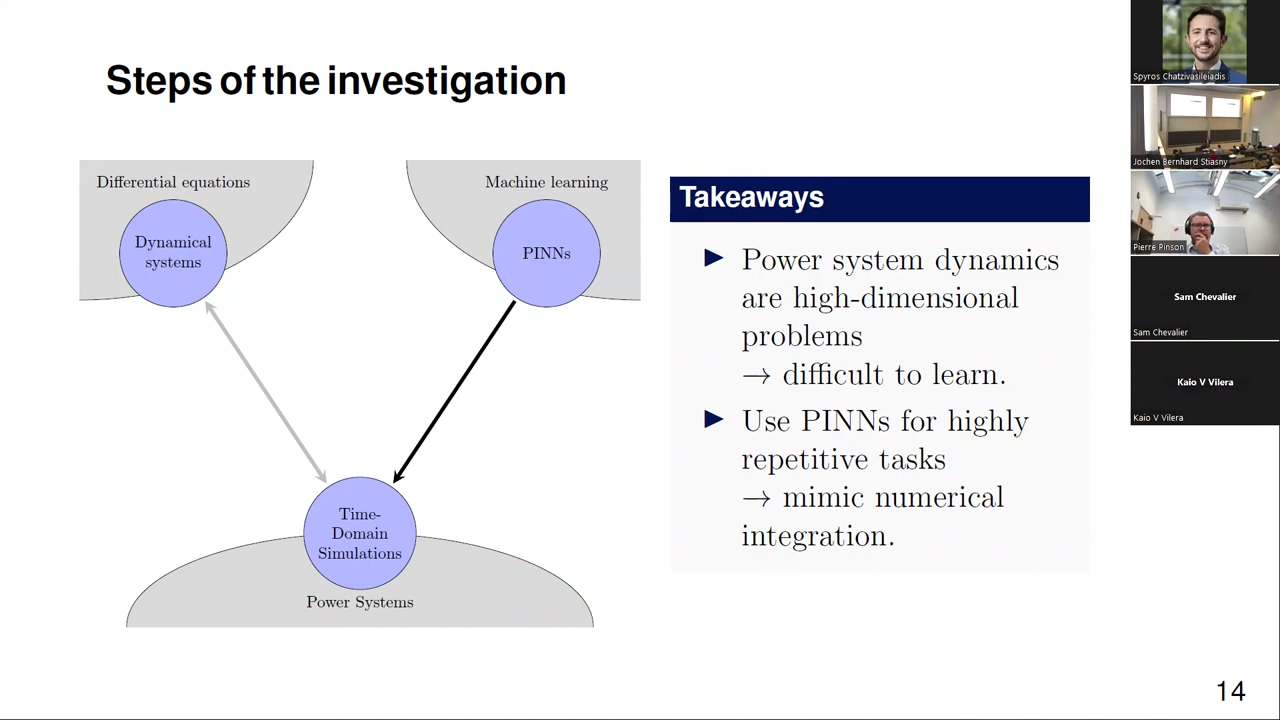 Steps of the investigation
Differential equations
Dynamical
systems
Machine learning
PINNs
Time-
Domain
Simulations
Power Systems
Takeaways
▶ Power system dynamics
are high-dimensional
problems
→ difficult to learn.
▶ Use PINNs for highly
repetitive tasks
→ mimic numerical
integration.
14
Spyros Chatzivasileiadis
Jochen Bernhard Stiasny
Pierre Pinson
Sam Chevalier
Sam Chevalier
Kaio V Vilera
Kaio V Vilera